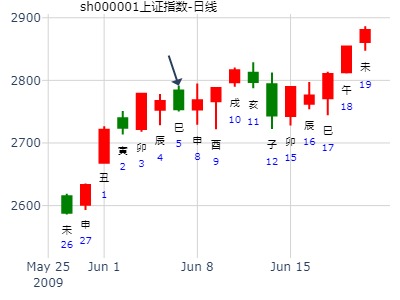 sh000001上证指数-日线
2900
2800
2700
2600
未
26
申
27
丑
1
寅
2
卯
3
辰
4
巳
5
申
8
酉
9
戌
10
亥
11
子
12
卯
15
辰
16
巳
17
午
18
未
19
May 25
2009
Jun 1
Jun 8
Jun 15